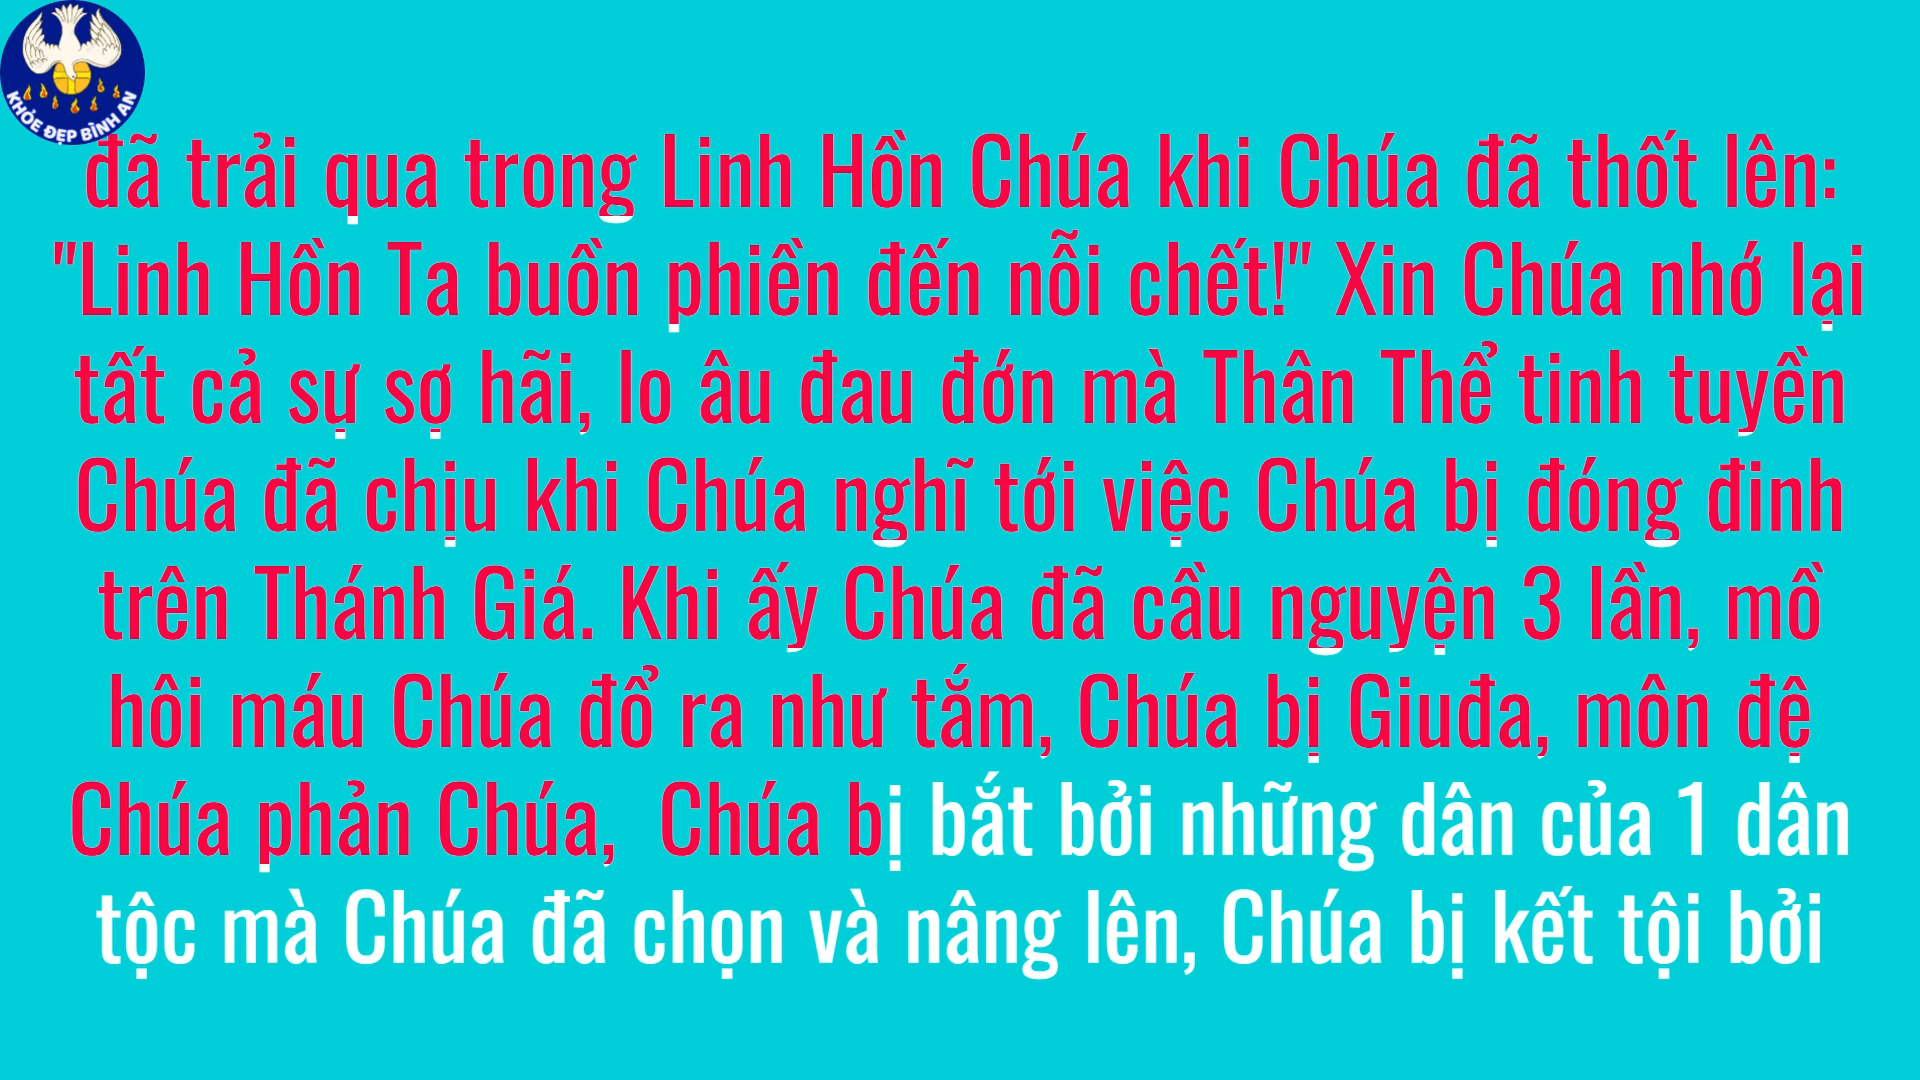 KHỎE ĐẸP BÌNH AN
đã trải qua trong Linh Hồn Chúa khi Chúa đã thốt lên:
"Linh Hồn Ta buồn phiền đến nỗi chết!" Xin Chúa nhớ lại
tất cả sự sợ hãi, lo âu đau đớn mà Thân Thể tinh tuyền
Chúa đã chịu khi Chúa nghĩ tới việc Chúa bị đóng đinh
trên Thánh Giá. Khi ấy Chúa đã cầu nguyện 3 lần, mồ
hôi máu Chúa đổ ra như tắm, Chúa bị Giuđa, môn đệ
Chúa phản Chúa,  Chúa bị bắt bởi những dân của 1 dân
tộc mà Chúa đã chọn và nâng lên, Chúa bị kết tội bởi